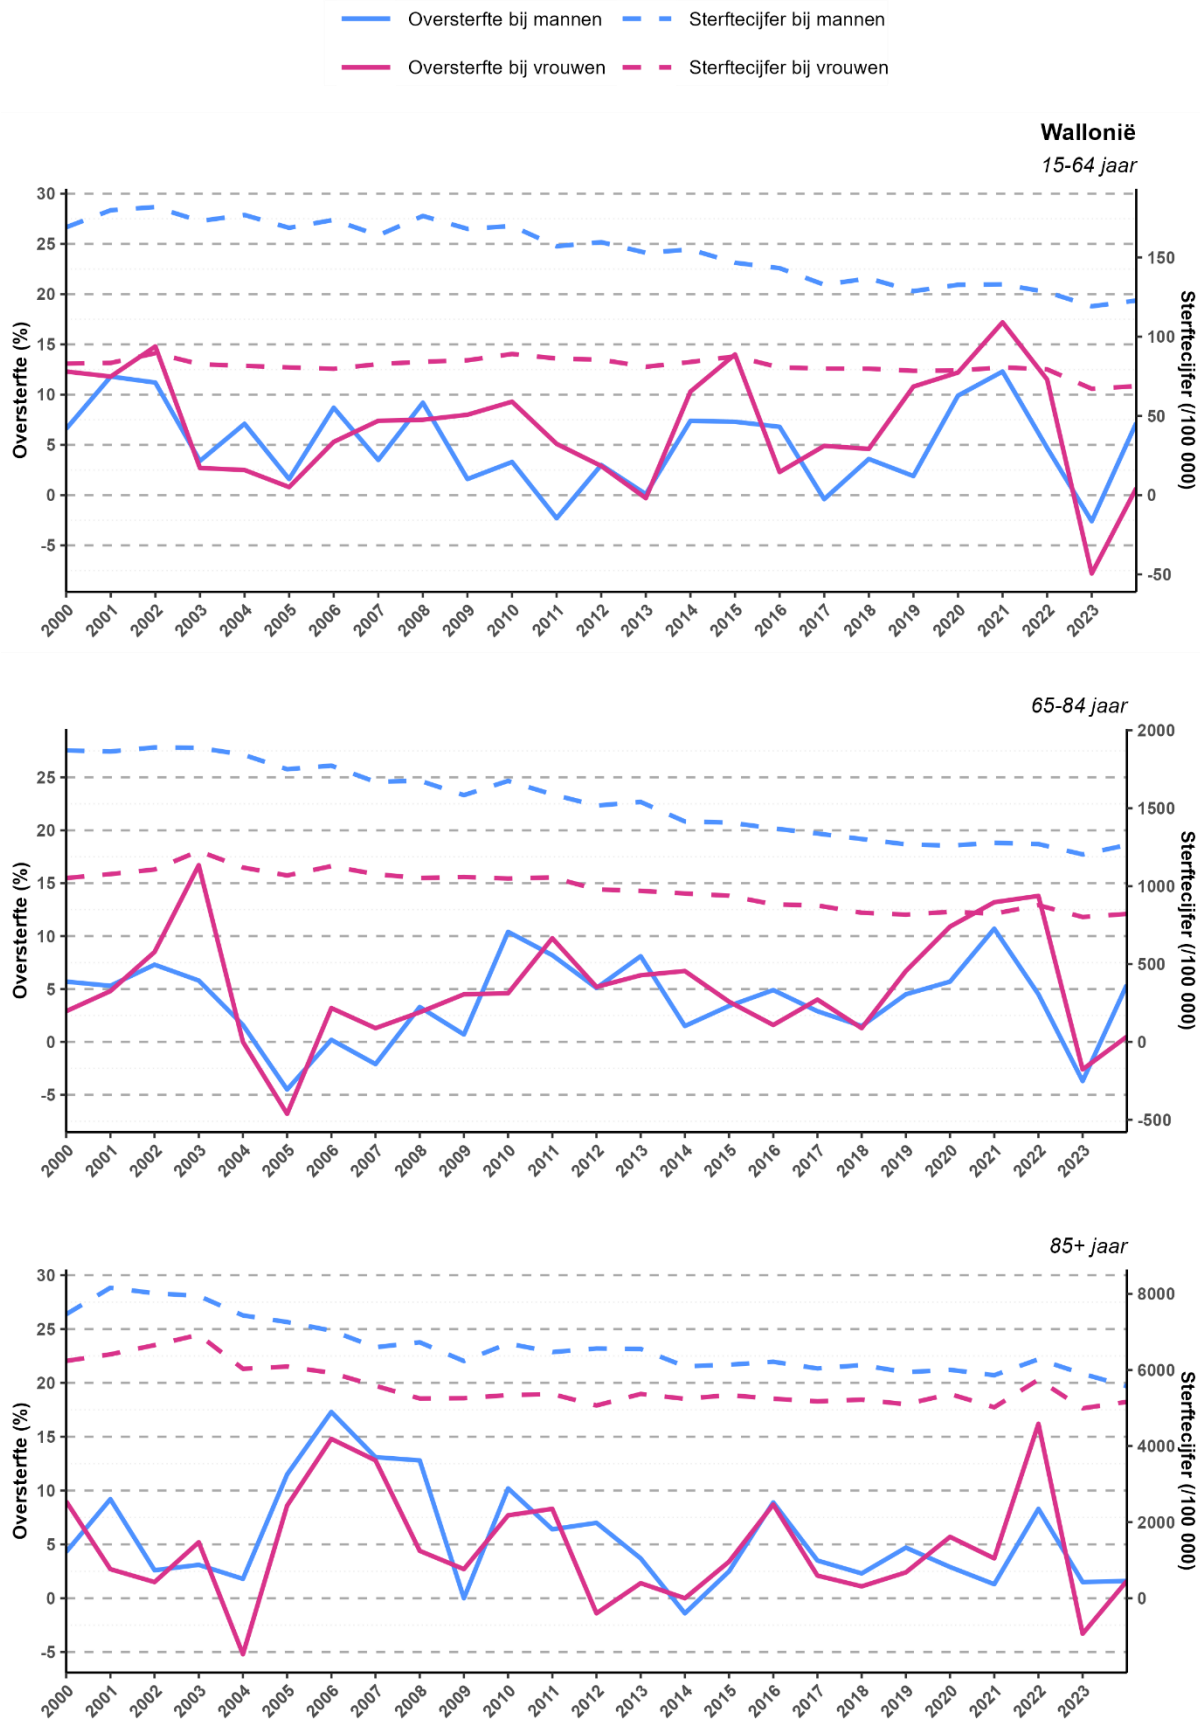 Oversterfte bij mannen Sterftecijfer bij mannen
Oversterfte bij vrouwen Sterftecijfer bij vrouwen
Wallonië
15-64 jaar
30
25
20
15
10
5
0
-5
Oversterfte (%)
150
100
50
0
-50
Sterftecijfer (/100 000)
2000 2001 2002 2003 2004 2005 2006 2007 2008 2009 2010 2011 2012 2013 2014 2015 2016 2017 2018 2019 2020 2021 2022 2023
65-84 jaar
25
20
15
10
5
0
-5
Oversterfte (%)
2000
1500
1000
500
0
-500
Sterftecijfer (/100 000)
2000 2001 2002 2003 2004 2005 2006 2007 2008 2009 2010 2011 2012 2013 2014 2015 2016 2017 2018 2019 2020 2021 2022 2023
85+ jaar
30
25
20
15
10
5
0
-5
Oversterfte (%)
8000
6000
4000
2000
0
Sterftecijfer (/100 000)
2000 2001 2002 2003 2004 2005 2006 2007 2008 2009 2010 2011 2012 2013 2014 2015 2016 2017 2018 2019 2020 2021 2022 2023